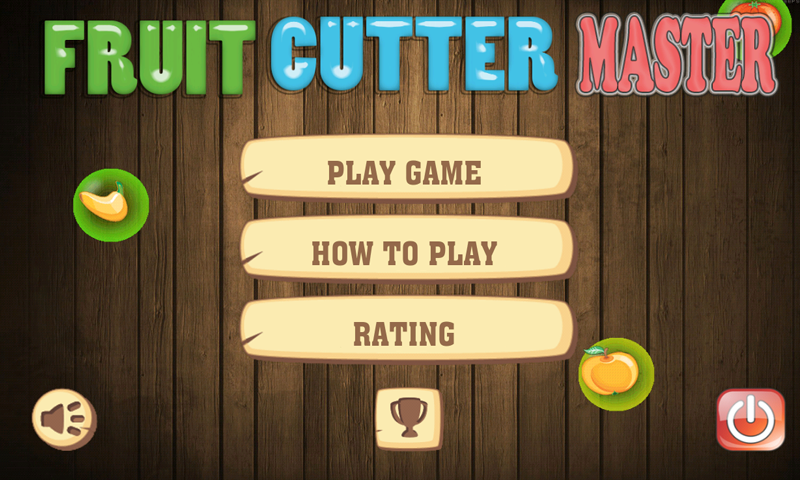 FRUIT CUTTER MASTER
PLAY GAME
HOW TO PLAY
RATING